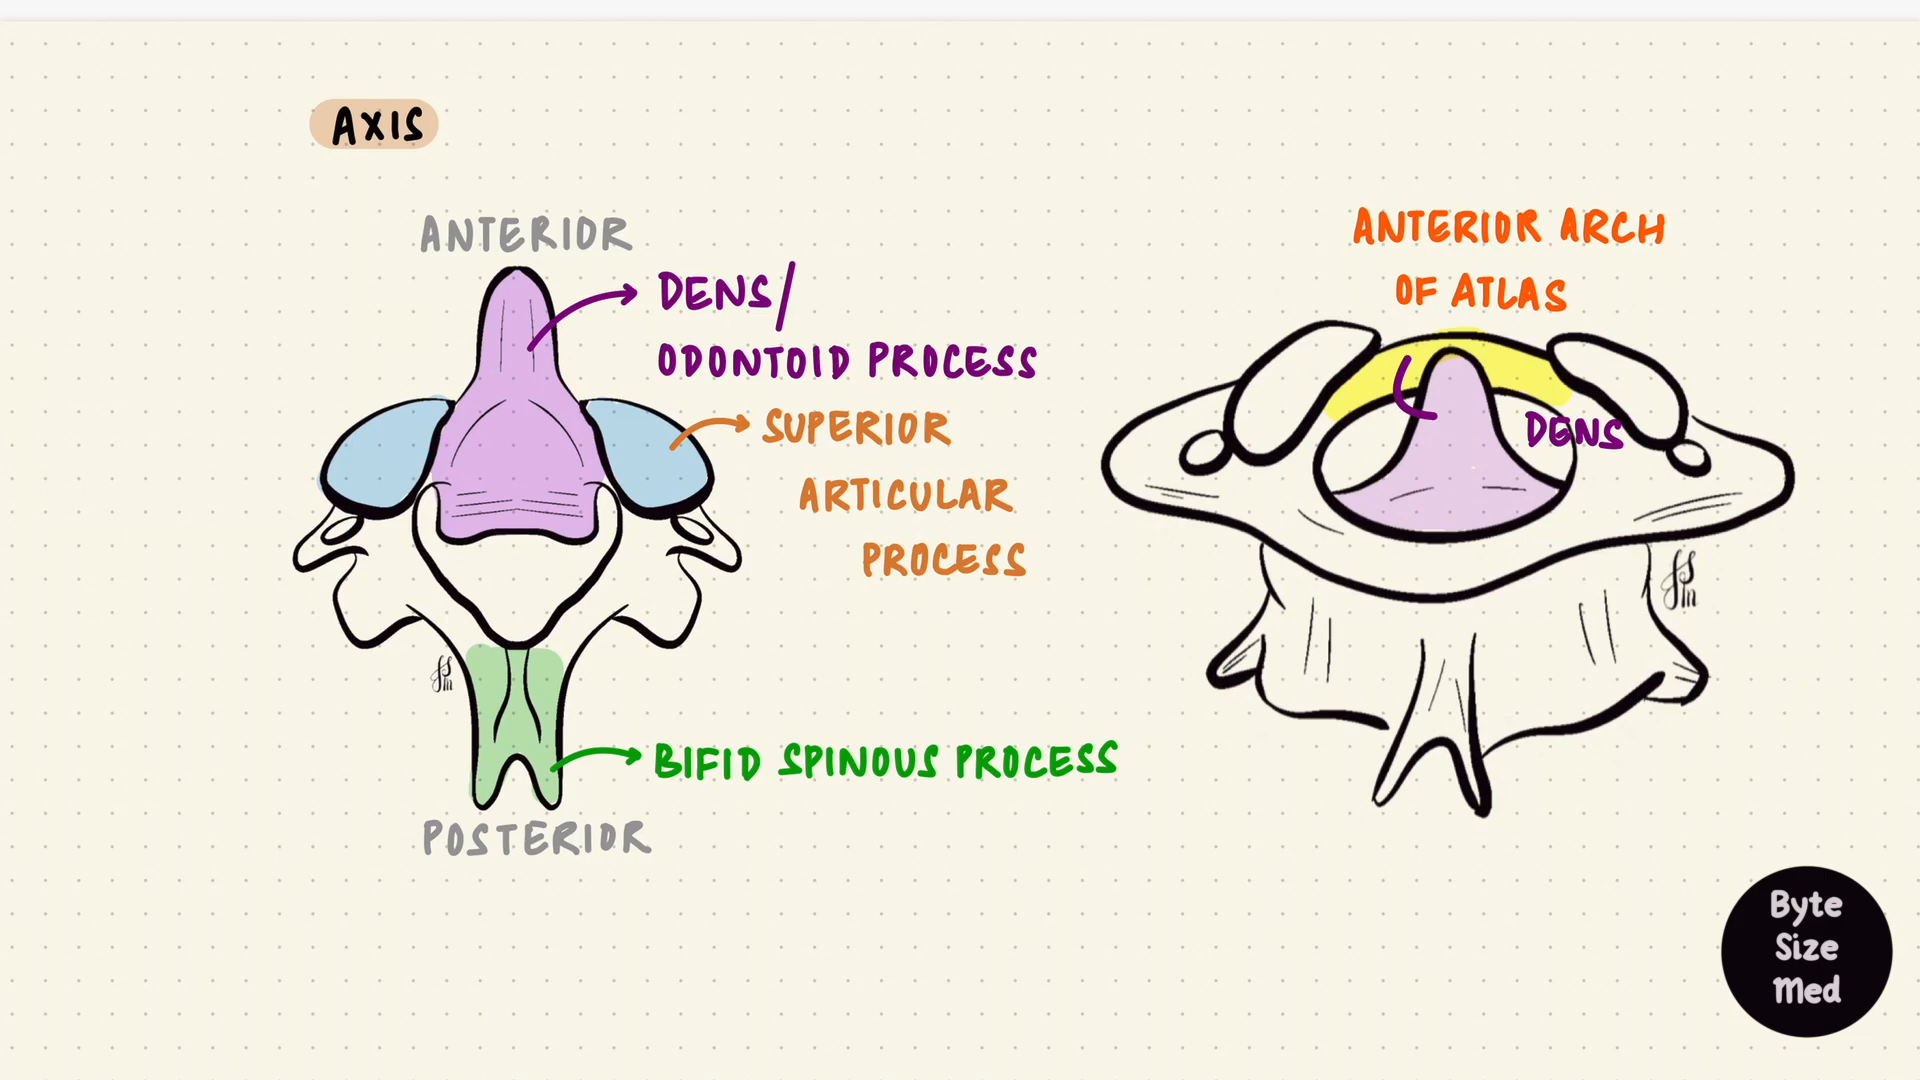 AXIS
ANTERIOR
DENS/
ODONTOID PROCESS
SUPERIOR
ARTICULAR
PROCESS
BIFID SPINOUS PROCESS
POSTERIOR
ANTERIOR ARCH
OF ATLAS
DENS
Byte
Size
Med